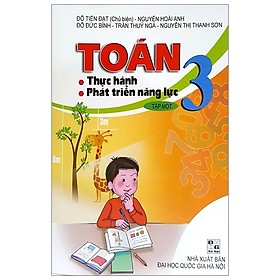 ĐỖ TIẾN ĐẠT (Chủ biên) - NGUYỄN HOÀI ANH
ĐỖ ĐỨC BÌNH - TRẦN THUÝ NGÀ - NGUYỄN THỊ THANH SƠN
TOÁN 3
• Thực hành
• Phát triển năng lực
TẬP MỘT
NHÀ XUẤT BẢN
ĐẠI HỌC QUỐC GIA HÀ NỘI